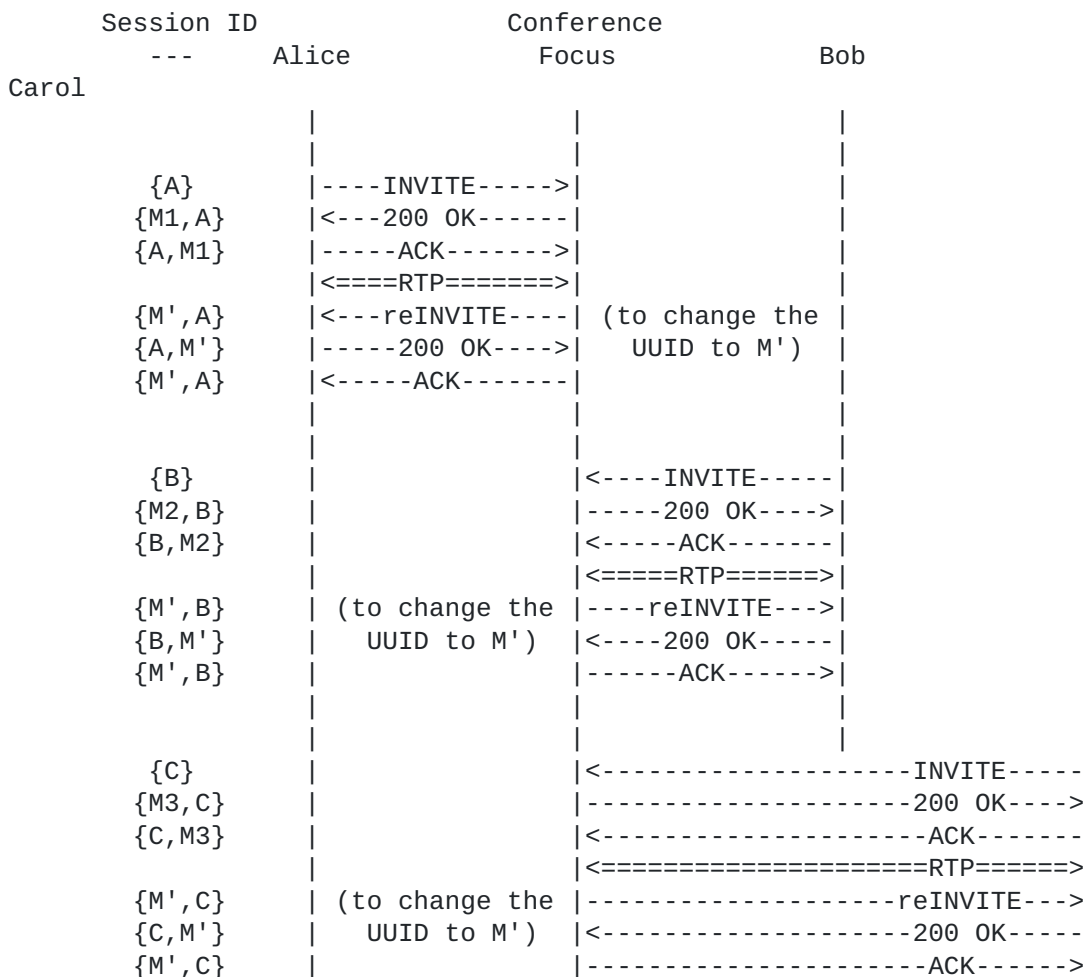 Session ID                Conference
         ---     Alice            Focus             Bob
Carol
                   |                |                |
                   |                |                |
         {A}       |----INVITE----->|                |
        {M1,A}     |<---200 OK------|                |
        {A,M1}     |-----ACK------->|                |
                   |<====RTP=======>|                |
        {M',A}     |<---reINVITE----| (to change the |
        {A,M'}     |-----200 OK---->|   UUID to M')  |
        {M',A}     |<-----ACK-------|                |
                   |                |                |
                   |                |                |
         {B}       |                |<----INVITE-----|
        {M2,B}     |                |-----200 OK---->|
        {B,M2}     |                |<-----ACK-------|
                   |                |<=====RTP======>|
        {M',B}     | (to change the |----reINVITE--->|
        {B,M'}     |   UUID to M')  |<----200 OK-----|
        {M',B}     |                |------ACK------>|
                   |                |                |
                   |                |                |
         {C}       |                |<--------------------INVITE-----
        {M3,C}     |                |---------------------200 OK---->
        {C,M3}     |                |<---------------------ACK-------
                   |                |<=====================RTP======>
        {M',C}     | (to change the |--------------------reINVITE--->
        {C,M'}     |   UUID to M')  |<--------------------200 OK-----
        {M',C}     |                |----------------------ACK------>